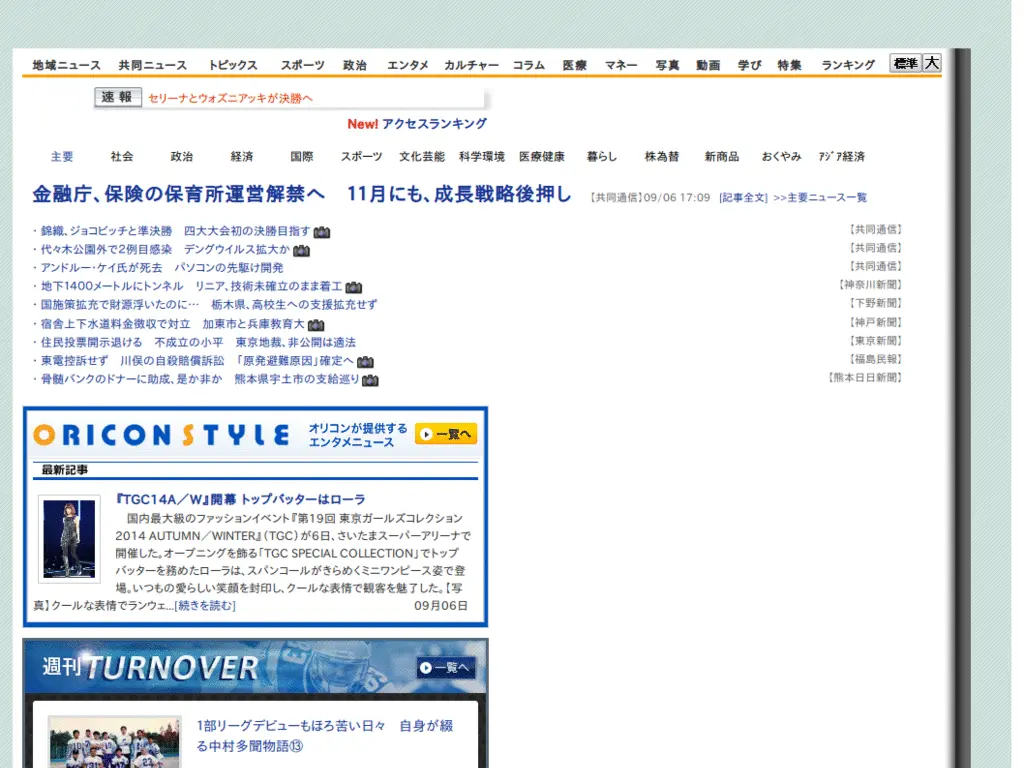 地域ニュース 共同ニュース トピックス スポーツ 政治 エンタメ カルチャー コラム 医療 マネー 写真 動画 学び 特集 ランキング 標準 大
速報 セリーナとウォズニアッキが決勝へ
New! アクセスランキング
主要 社会 政治 経済 国際 スポーツ 文化芸能 科学環境 医療健康 暮らし 株為替 新商品 おくやみ アジア経済
金融庁、保険の保育所運営解禁へ 11月にも、成長戦略後押し 【共同通信】09/06 17:09 [記事全文] >>主要ニュース一覧
・錦織、ジョコビッチと準決勝 四大大会初の決勝目指す 【共同通信】
・代々木公園外で2例目感染 デングウイルス拡大か 【共同通信】
・アンドルー・ケイ氏が死去 パソコンの先駆け開発 【共同通信】
・地下1400メートルにトンネル リニア、技術未確立のまま着工 【神奈川新聞】
・国施策拡充で財源浮いたのに… 栃木県、高校生への支援拡充せず 【下野新聞】
・宿舎上下水道料金徴収で対立 加東市と兵庫教育大 【神戸新聞】
・住民投票開示退ける 不成立の小平 東京地裁、非公開は適法 【東京新聞】
・東電控訴せず 川俣の自殺賠償訴訟 「原発避難原因」確定へ 【福島民報】
・骨髄バンクのドナーに助成、是か非か 熊本県宇土市の支給巡り 【熊本日日新聞】
ORICON STYLE オリコンが提供する
エンタメニュース 一覧へ
最新記事
『TGC14A／W』開幕 トップバッターはローラ
国内最大級のファッションイベント『第19回 東京ガールズコレクション
2014 AUTUMN／WINTER』（TGC）が6日、さいたまスーパーアリーナで
開催した。オープニングを飾る「TGC SPECIAL COLLECTION」でトップ
バッターを務めたローラは、スパンコールがきらめくミニワンピース姿で登
場。いつもの愛らしい笑顔を封印し、クールな表情で観客を魅了した。【写
真】クールな表情でランウェ...[続きを読む] 09月06日
週刊TURNOVER 一覧へ
1部リーグデビューもほろ苦い日々 自身が綴
る中村多聞物語⑬